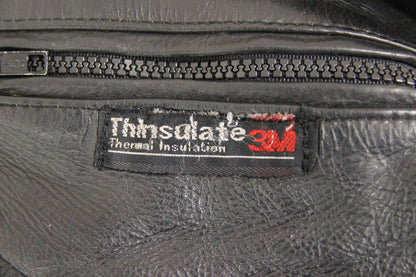 Thinsulate 3M
Thermal Insulation